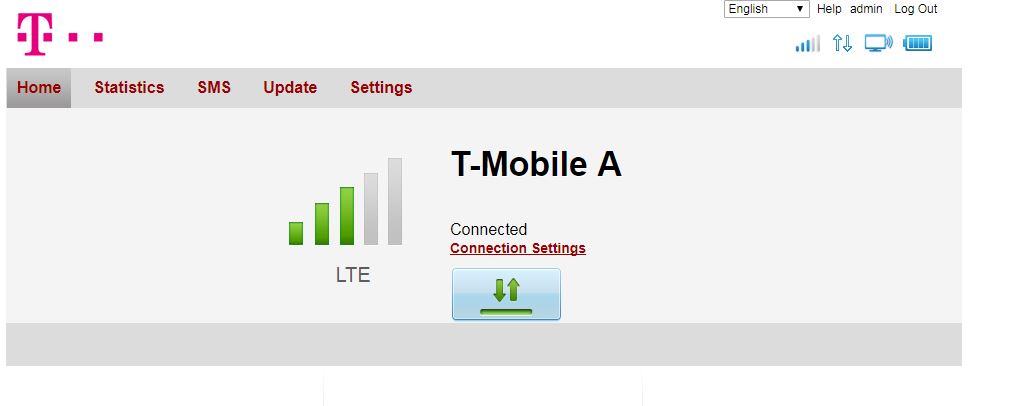 English Help admin Log Out
T
Home Statistics SMS Update Settings
T-Mobile A
Connected
Connection Settings
LTE